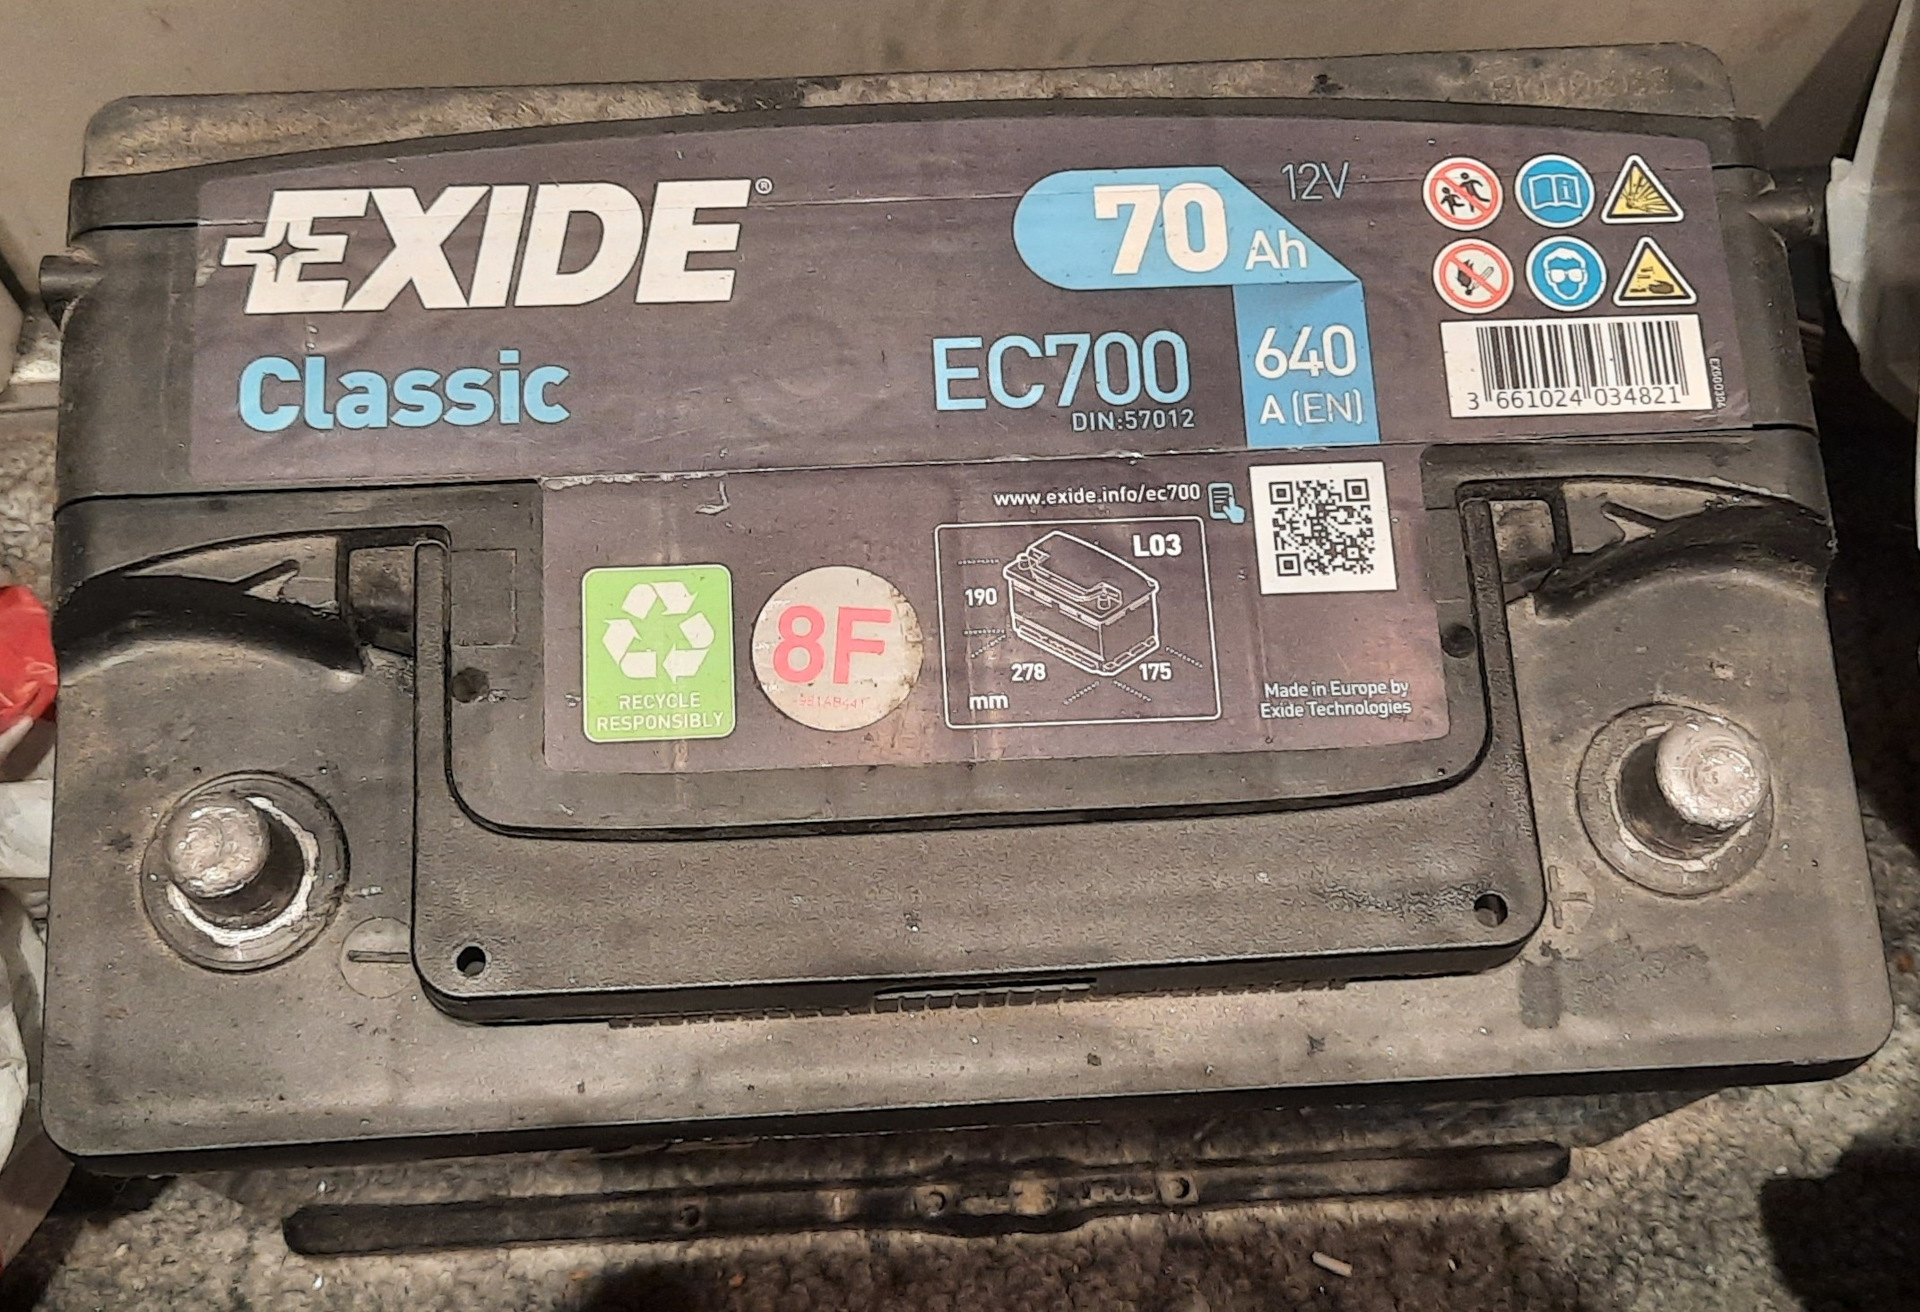 EXIDE®
Classic
12V
70 Ah
EC700
DIN:57012
640
A (EN)
3 661024 034821
www.exide.info/ec700
L03
190
278
175
mm
RECYCLE
RESPONSIBLY
8F
Made in Europe by
Exide Technologies